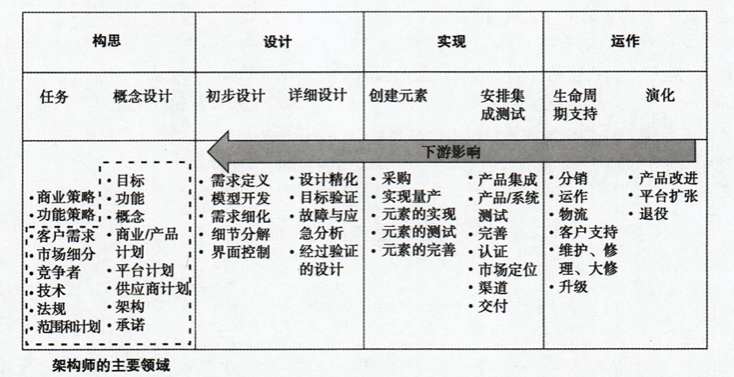 构思
设计
实现
运作
任务
概念设计
初步设计
详细设计
创建元素
安排集
成测试
生命周
期支持
演化
下游影响
• 商业策略
• 功能策略
• 客户需求
• 市场细分
• 竞争者
• 技术
• 法规
• 范围和计划
• 目标
• 功能
• 概念
• 商业/产品
计划
• 平台计划
• 供应商计划
• 架构
• 承诺
• 需求定义
• 模型开发
• 需求细化
• 细节分解
• 界面控制
• 设计精化
• 目标验证
• 故障与应
急分析
• 经过验证
的设计
• 采购
• 实现量产
• 元素的实现
• 元素的测试
• 元素的完善
• 产品集成
• 产品/系统
测试
• 完善
• 认证
• 市场定位
• 渠道
• 交付
• 分销
• 运作
• 物流
• 客户支持
• 维护、修
理、大修
• 升级
• 产品改进
• 平台扩张
• 退役
架构师的主要领域